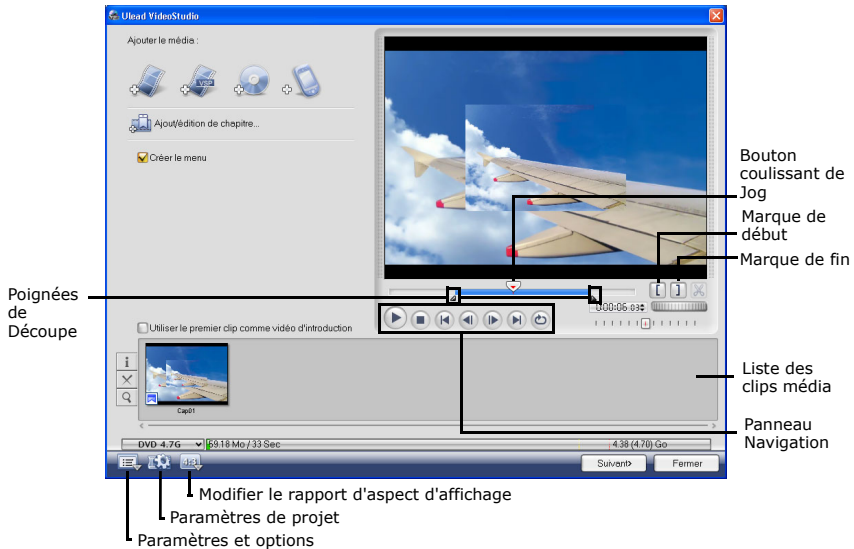 Ulead VideoStudio
Ajouter le média :
VSP
Ajout/édition de chapitre...
Créer le menu
Bouton
coulissant de
Jog
Marque de
début
Marque de fin
Poignées
de
Découpe
0:00:06.03
Utiliser le premier clip comme vidéo d'introduction
Cap01
Liste des
clips média
Panneau
Navigation
DVD 4.7G
59.18 Mo / 33 Sec
4.38 (4.70) Go
4:3
Suivant>
Fermer
Modifier le rapport d'aspect d'affichage
Paramètres de projet
Paramètres et options